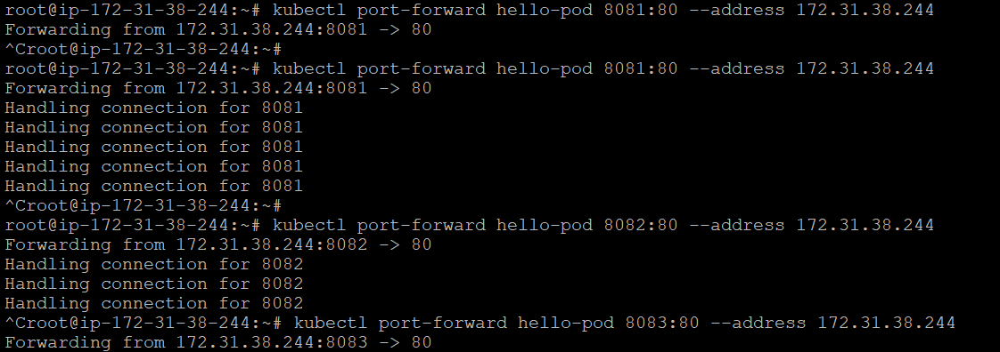 root@ip-172-31-38-244:~# kubectl port-forward hello-pod 8081:80 --address 172.31.38.244
Forwarding from 172.31.38.244:8081 -> 80
^Croot@ip-172-31-38-244:~#
root@ip-172-31-38-244:~# kubectl port-forward hello-pod 8081:80 --address 172.31.38.244
Forwarding from 172.31.38.244:8081 -> 80
Handling connection for 8081
Handling connection for 8081
Handling connection for 8081
Handling connection for 8081
Handling connection for 8081
^Croot@ip-172-31-38-244:~#
root@ip-172-31-38-244:~# kubectl port-forward hello-pod 8082:80 --address 172.31.38.244
Forwarding from 172.31.38.244:8082 -> 80
Handling connection for 8082
Handling connection for 8082
Handling connection for 8082
^Croot@ip-172-31-38-244:~# kubectl port-forward hello-pod 8083:80 --address 172.31.38.244
Forwarding from 172.31.38.244:8083 -> 80